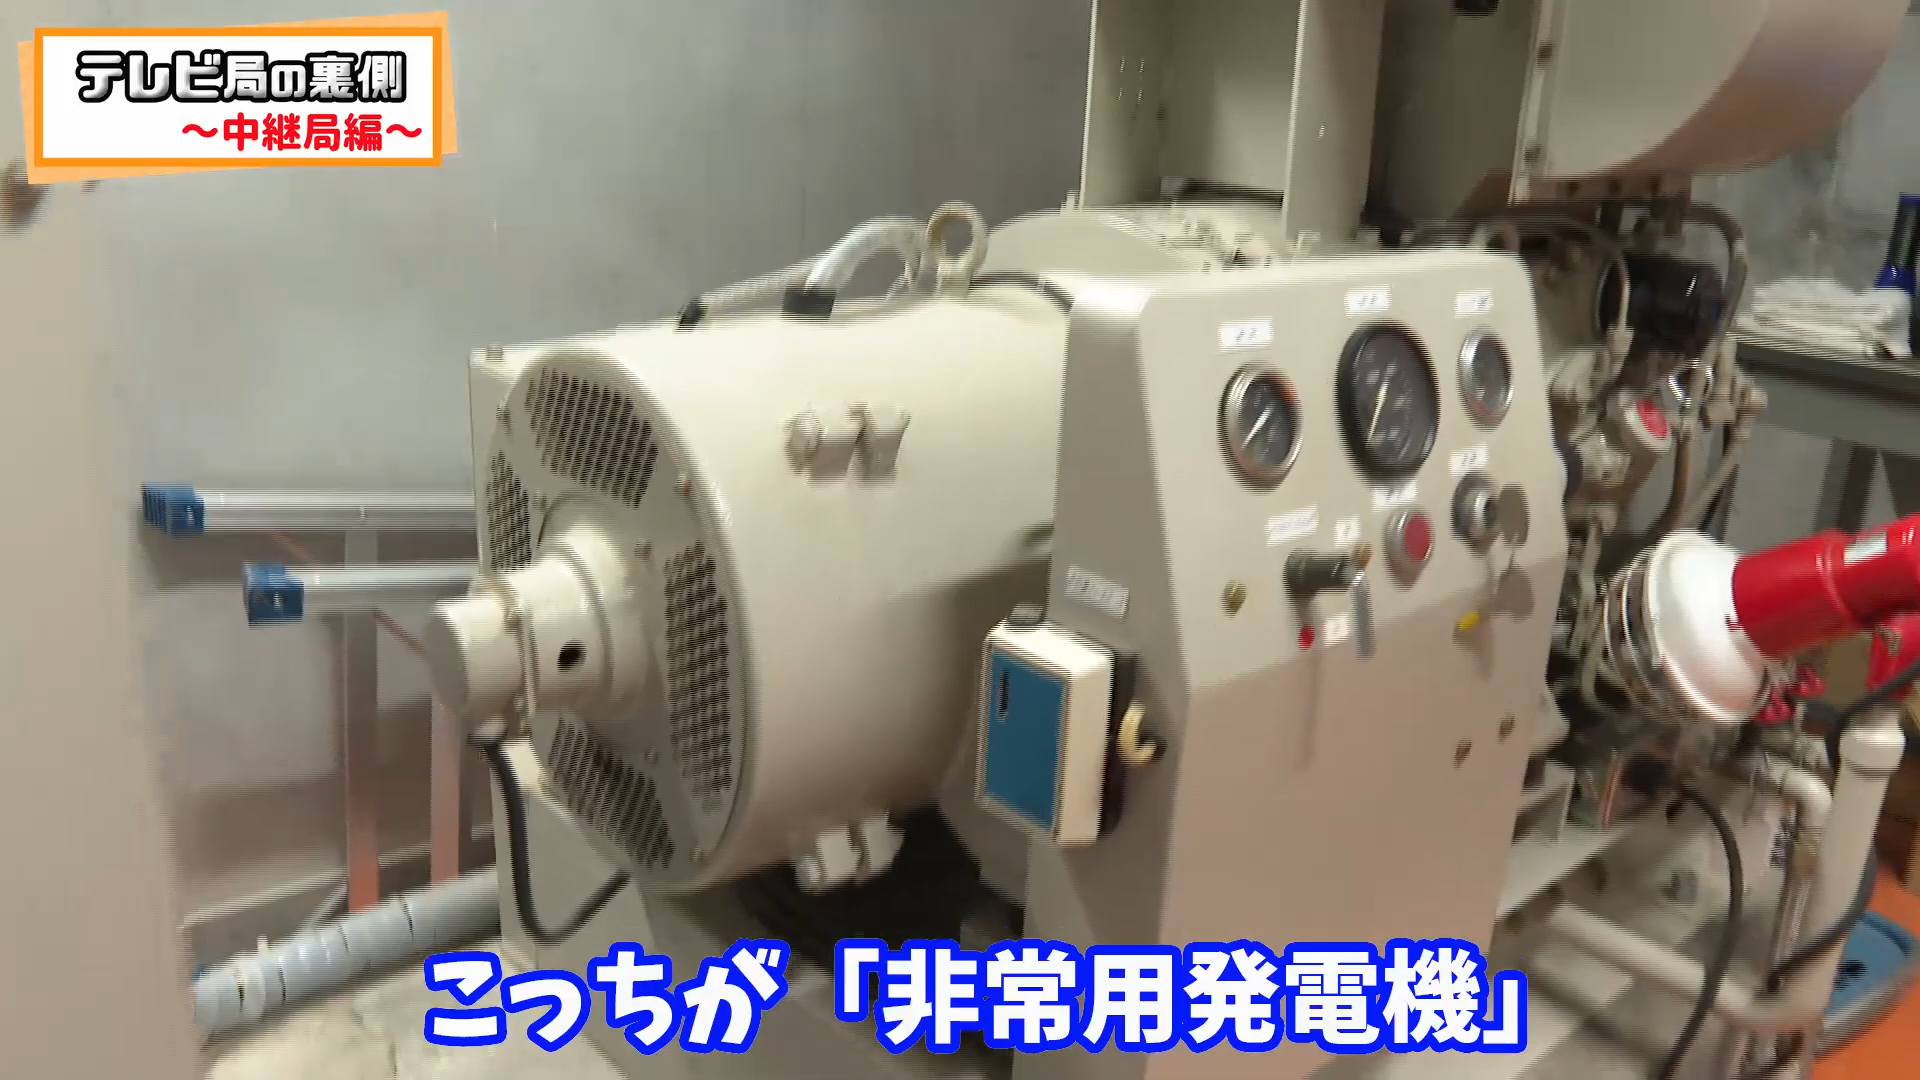 テレビ局の裏側
～中継局編～
こっちが「非常用発電機」